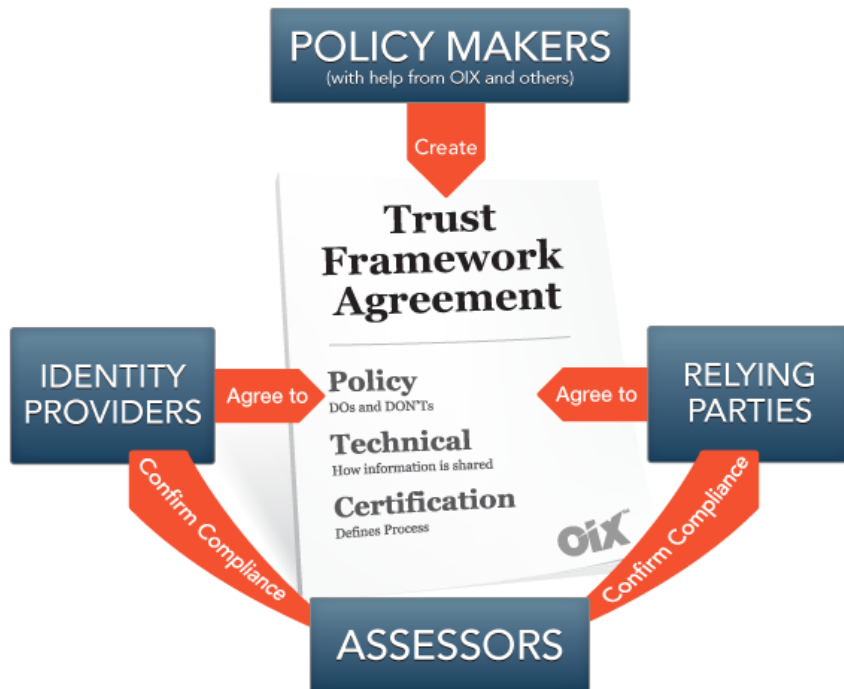 POLICY MAKERS
(with help from OIX and others)
Create
Trust
Framework
Agreement
IDENTITY
PROVIDERS
Agree to
Policy
DOs and DON'Ts
Technical
How information is shared
Certification
Defines Process
OiX™
Agree to
RELYING
PARTIES
Confirm Compliance
Confirm Compliance
ASSESSORS